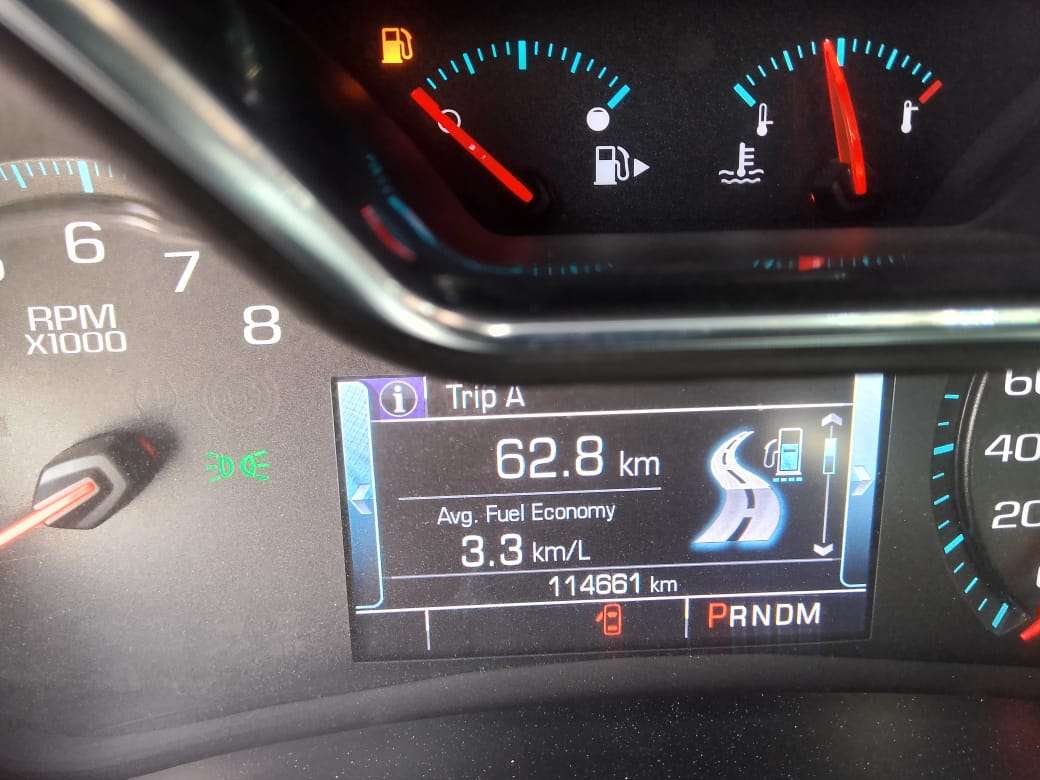 6
7
8
RPM
X1000
Trip A
62.8 km
Avg. Fuel Economy
3.3 km/L
114661 km
PRNDM
40
20